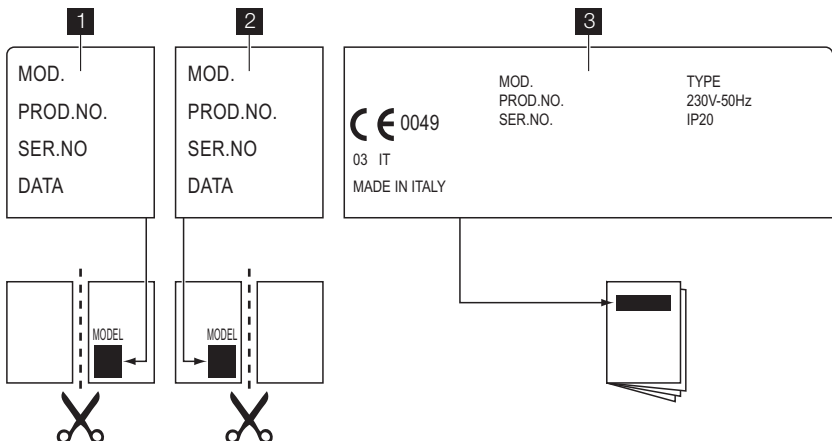 1
MOD.
PROD.NO.
SER.NO
DATA
MODEL
2
MOD.
PROD.NO.
SER.NO
DATA
MODEL
3
CE 0049
03 IT
MADE IN ITALY
MOD.
PROD.NO.
SER.NO.
TYPE
230V-50Hz
IP20